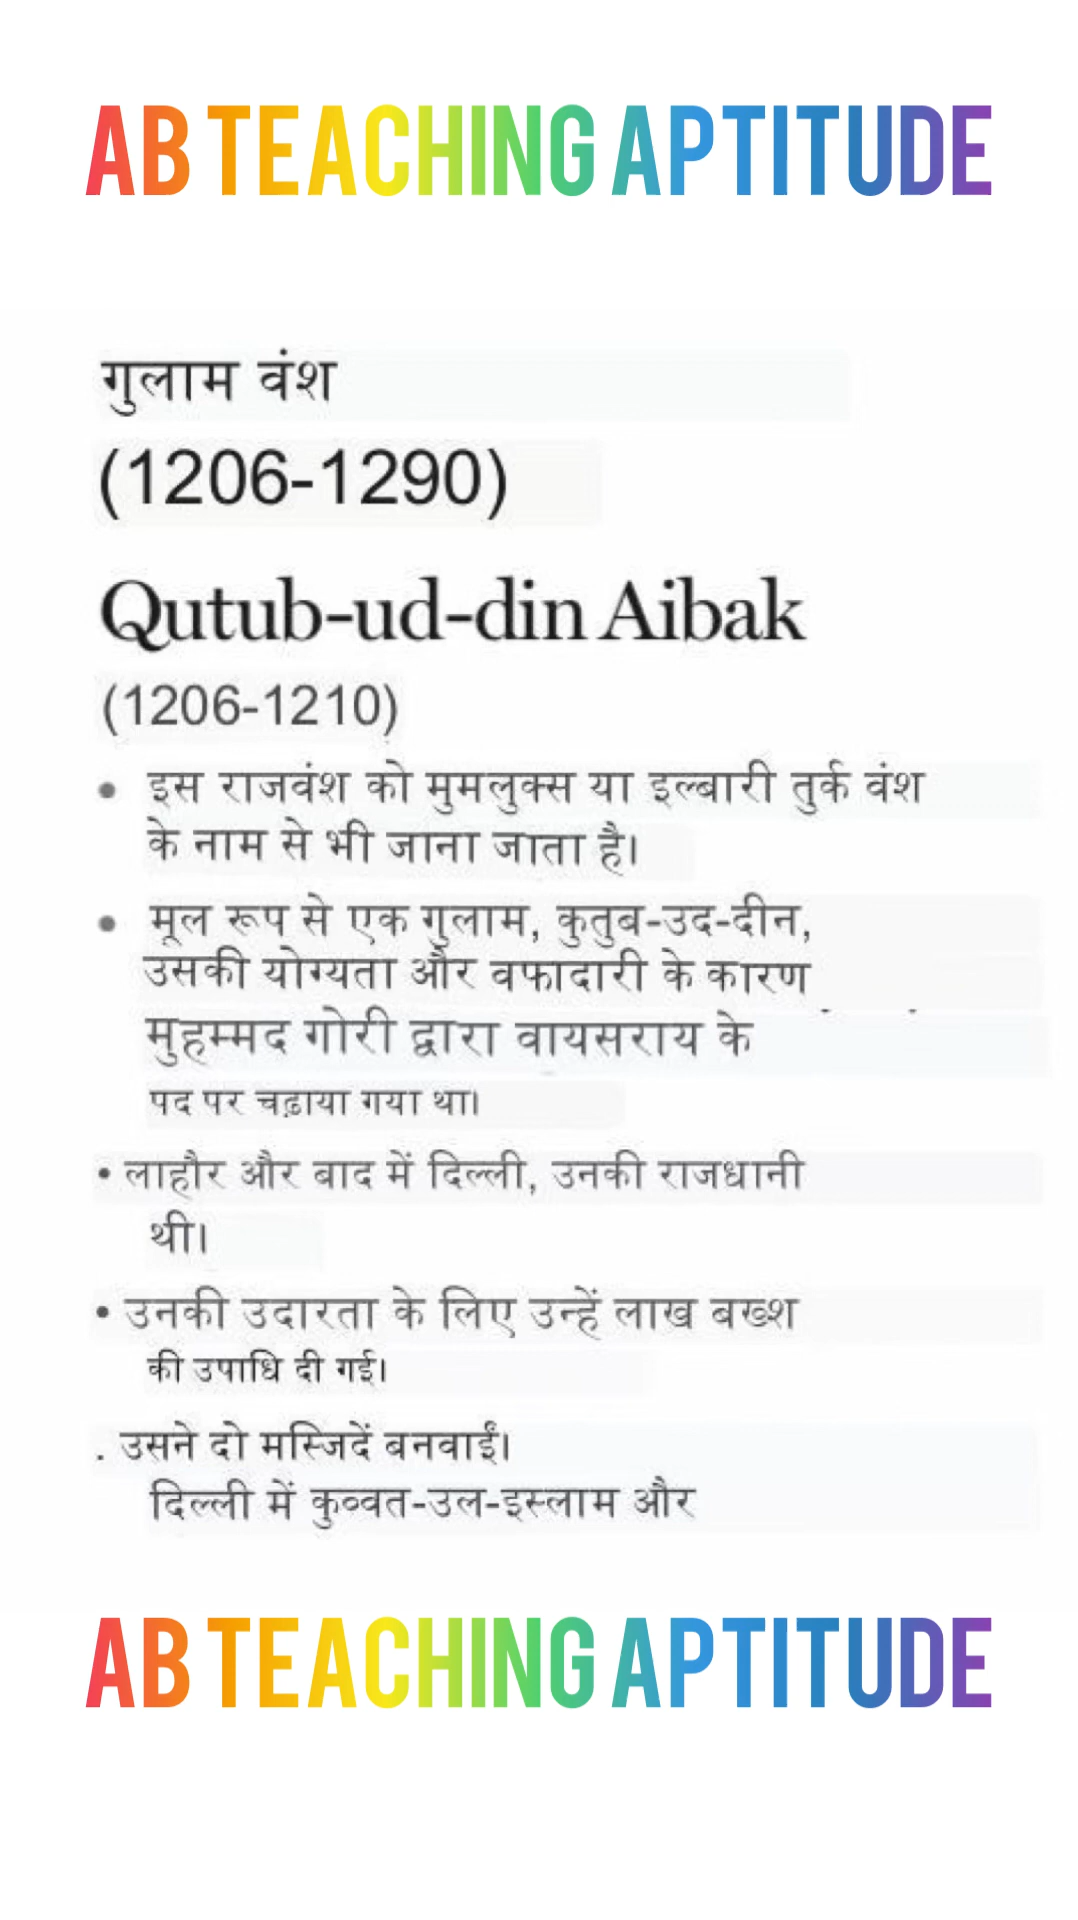 AB TEACHING APTITUDE
गुलाम वंश
(1206-1290)
Qutub-ud-din Aibak
(1206-1210)
• इस राजवंश को मुमलुक्स या इल्बारी तुर्क वंश
के नाम से भी जाना जाता है।
• मूल रूप से एक गुलाम, कुतुब-उद-दीन,
उसकी योग्यता और वफादारी के कारण
मुहम्मद गोरी द्वारा वायसराय के
पद पर चढ़ाया गया था।
• लाहौर और बाद में दिल्ली, उनकी राजधानी
थी।
• उनकी उदारता के लिए उन्हें लाख बख्श
की उपाधि दी गई।
. उसने दो मस्जिदें बनवाईं।
दिल्ली में कुव्वत-उल-इस्लाम और
AB TEACHING APTITUDE